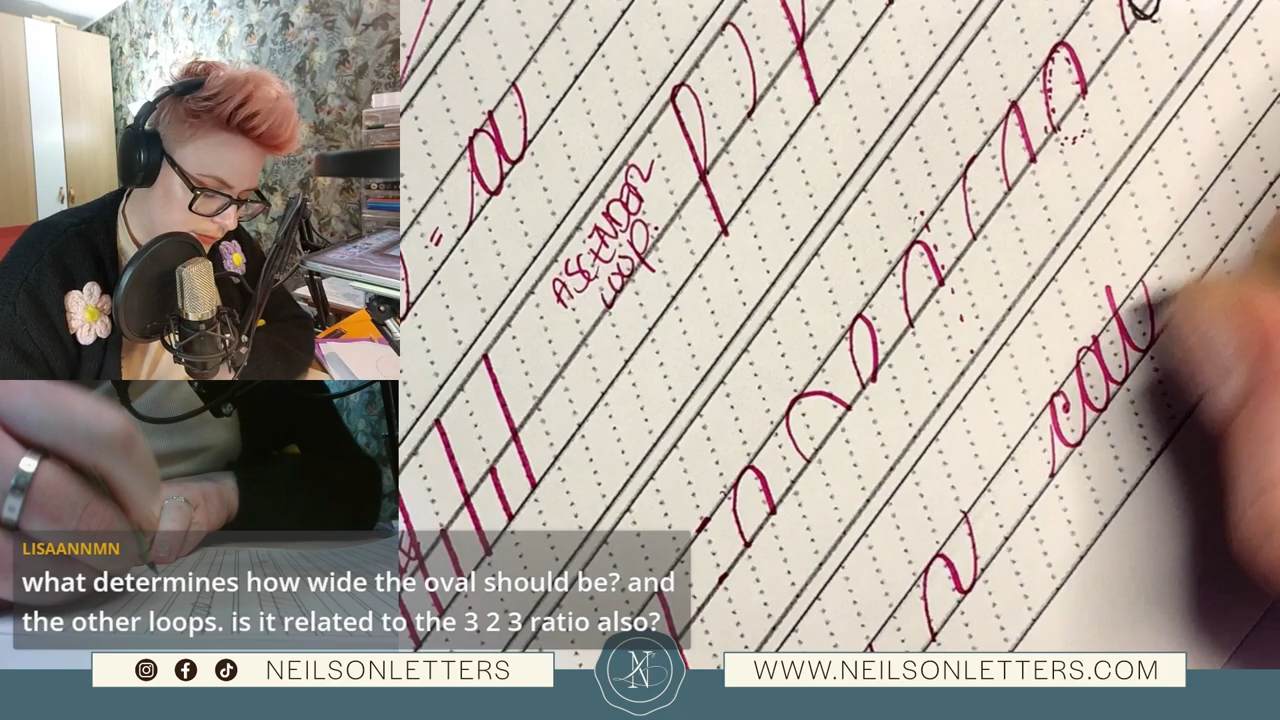 = a
ASCENDER
LOOP.
cat
LISAANNMN
what determines how wide the oval should be? and
the other loops. is it related to the 3 2 3 ratio also?
NEILSONLETTERS
N
WWW.NEILSONLETTERS.COM